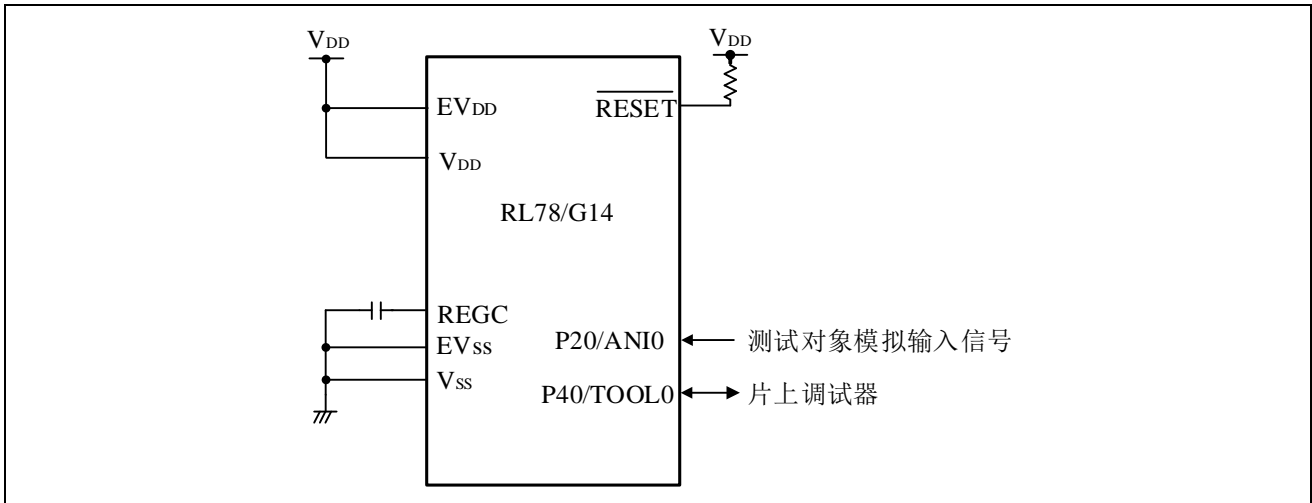 VDD
VDD
EVDD
RESET
VDD
RL78/G14
REGC
P20/ANI0
测试对象模拟输入信号
EVSS
VSS
P40/TOOL0
片上调试器